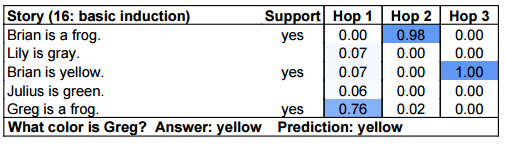 Story (16: basic induction) Support Hop 1 Hop 2 Hop 3
Brian is a frog. yes 0.00 0.98 0.00
Lily is gray. 0.07 0.00 0.00
Brian is yellow. yes 0.07 0.00 1.00
Julius is green. 0.06 0.00 0.00
Greg is a frog. yes 0.76 0.02 0.00
What color is Greg? Answer: yellow Prediction: yellow